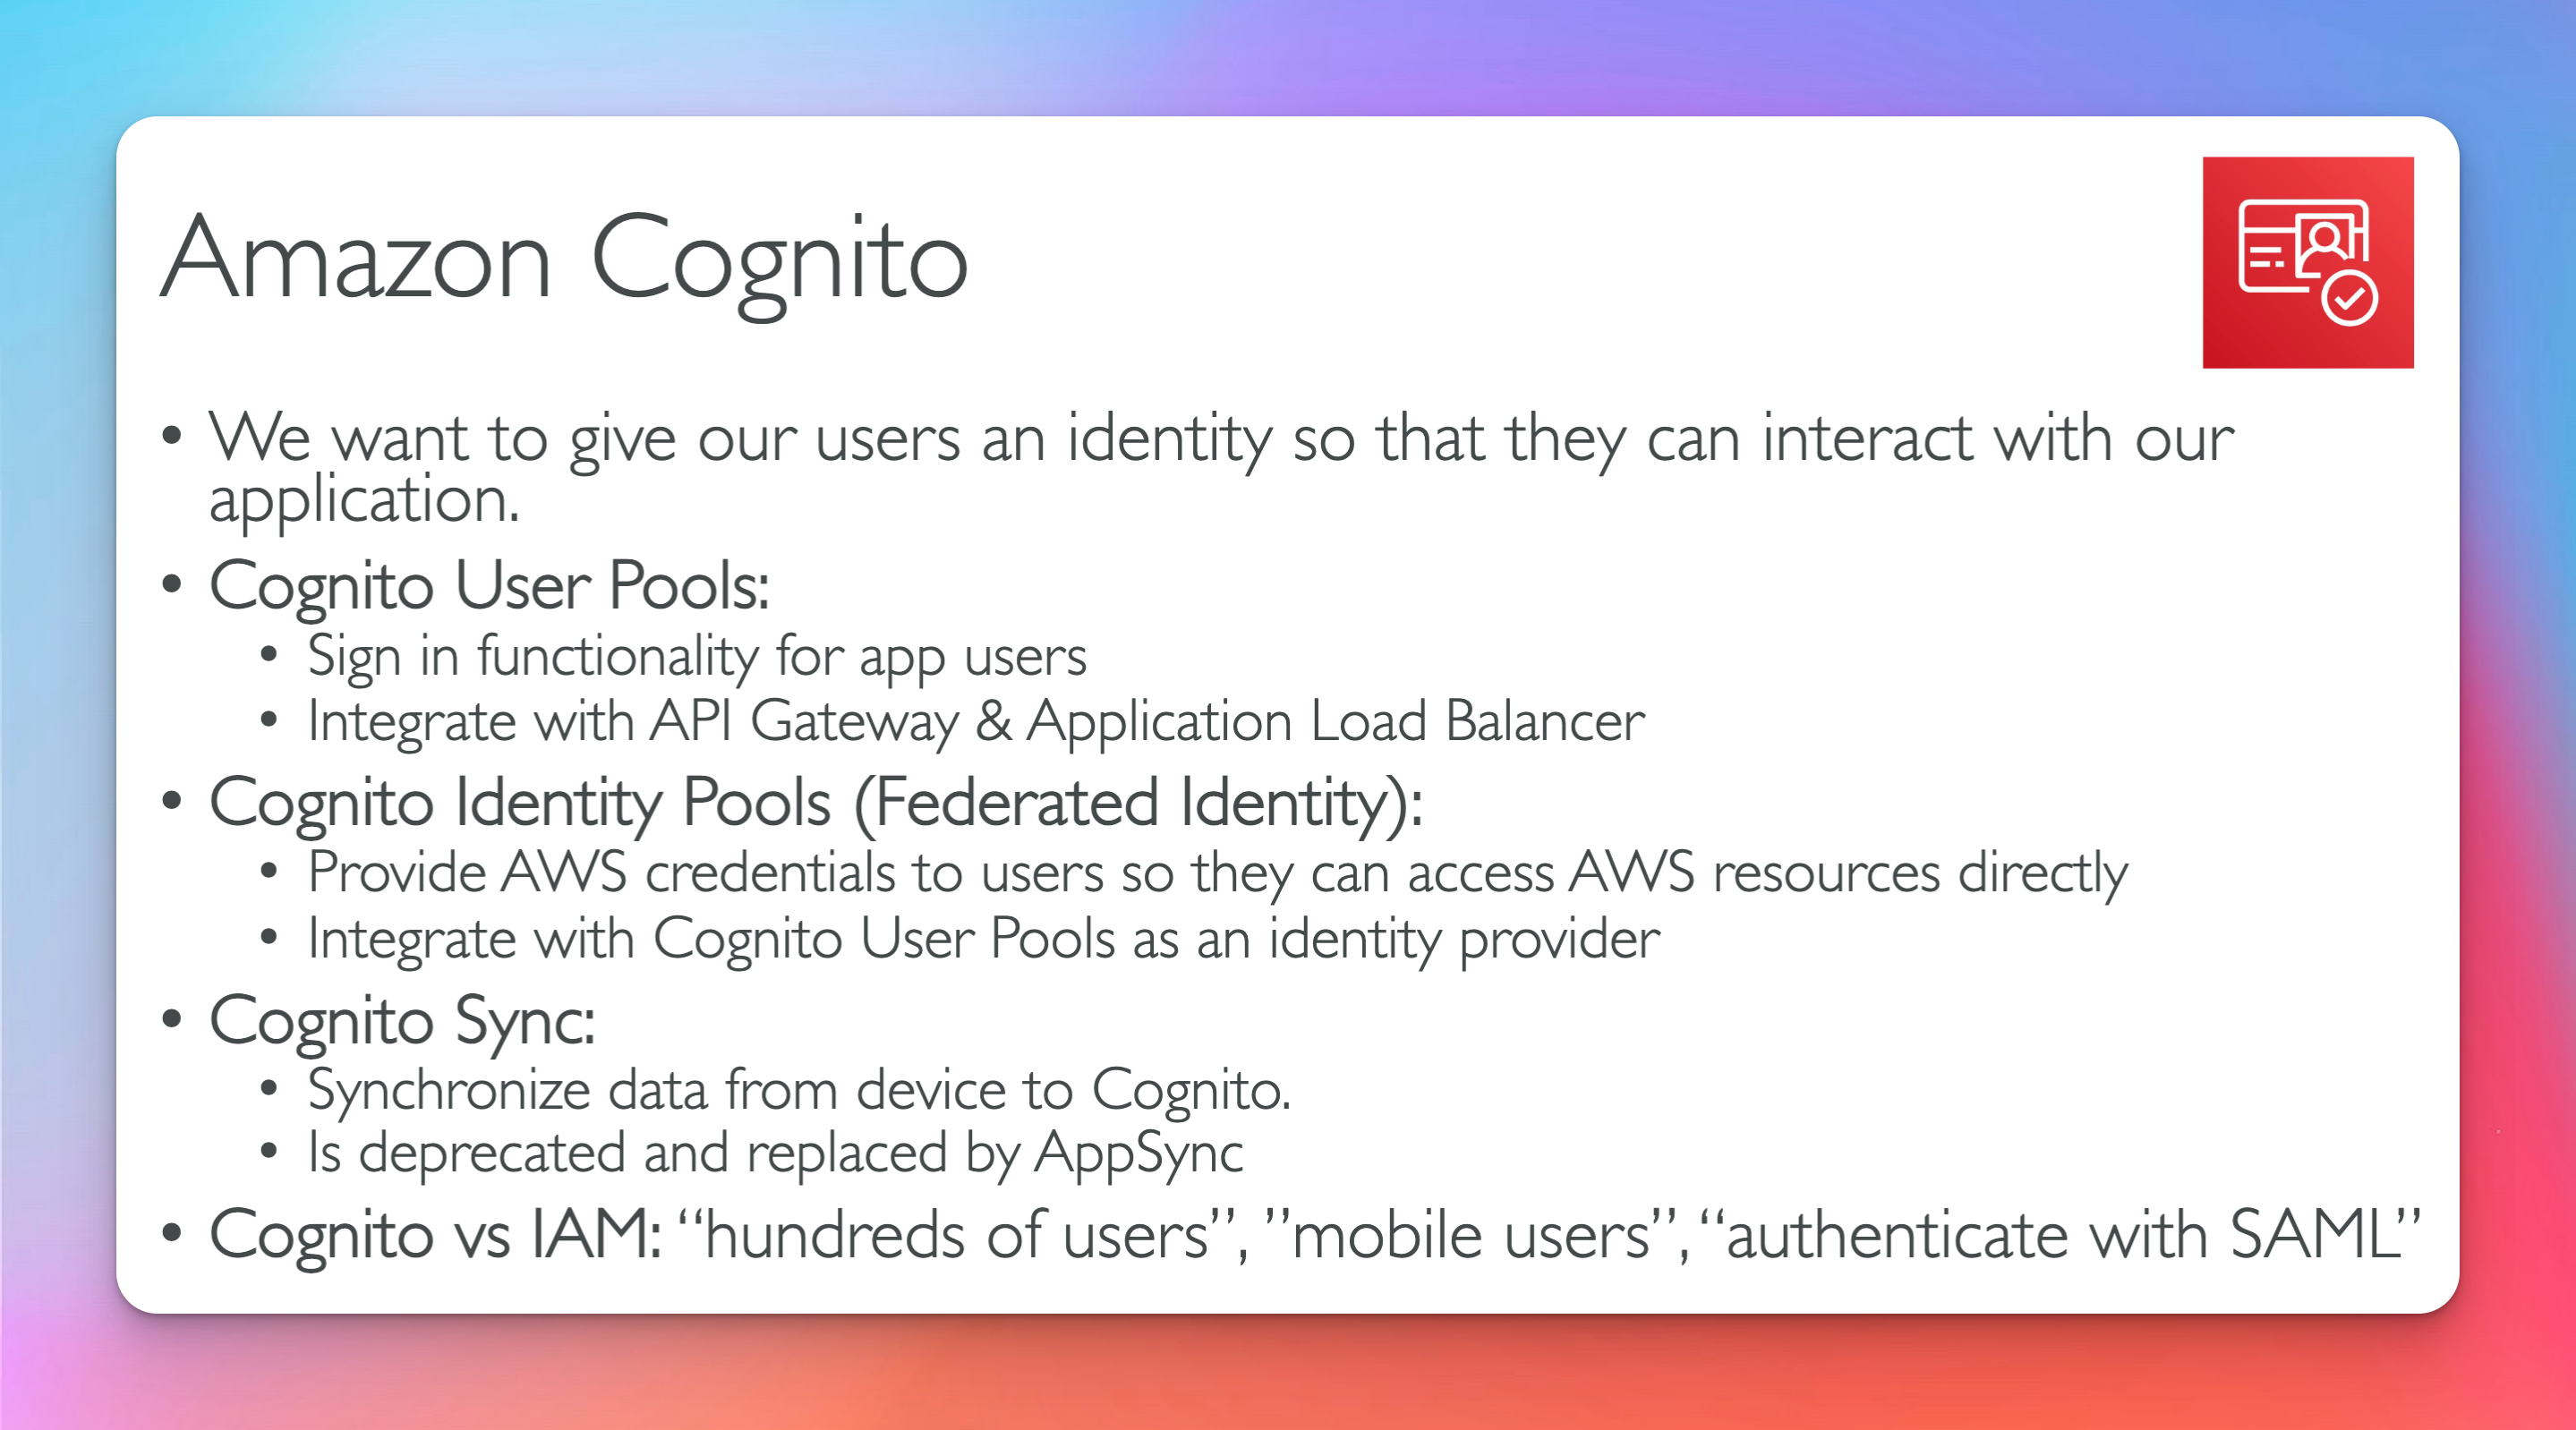 Amazon Cognito
• We want to give our users an identity so that they can interact with our
application.
• Cognito User Pools:
• Sign in functionality for app users
• Integrate with API Gateway & Application Load Balancer
• Cognito Identity Pools (Federated Identity):
• Provide AWS credentials to users so they can access AWS resources directly
• Integrate with Cognito User Pools as an identity provider
• Cognito Sync:
• Synchronize data from device to Cognito.
• Is deprecated and replaced by AppSync
• Cognito vs IAM: “hundreds of users”, ”mobile users”, “authenticate with SAML”